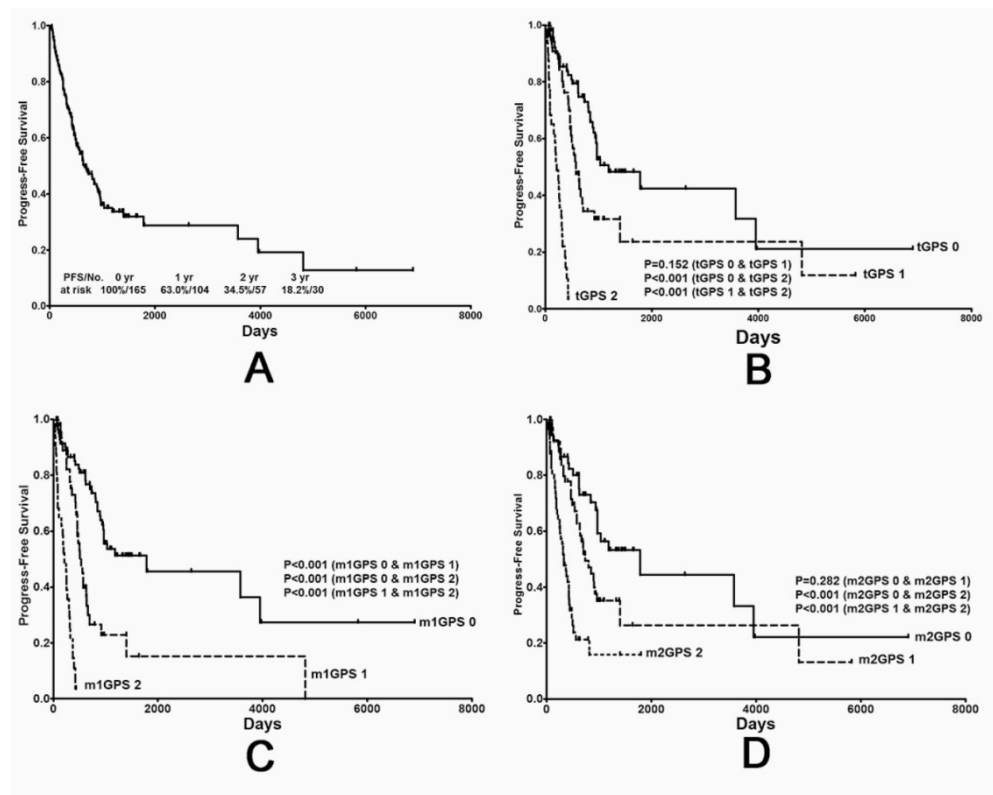 1.0
0.8
0.6
0.4
0.2
0.0
Progress-Free Survival
PFS/No. 0 yr 1 yr 2 yr 3 yr
at risk 100%/165 63.0%/104 34.5%/57 18.2%/30
0 2000 4000 6000 8000
Days
A
1.0
0.8
0.6
0.4
0.2
0.0
Progress-Free Survival
tGPS 0
P=0.152 (tGPS 0 & tGPS 1)
P<0.001 (tGPS 0 & tGPS 2)
P<0.001 (tGPS 1 & tGPS 2)
tGPS 1
tGPS 2
0 2000 4000 6000 8000
Days
B
1.0
0.8
0.6
0.4
0.2
0.0
Progress-Free Survival
P<0.001 (m1GPS 0 & m1GPS 1)
P<0.001 (m1GPS 0 & m1GPS 2)
P<0.001 (m1GPS 1 & m1GPS 2)
m1GPS 0
m1GPS 1
m1GPS 2
0 2000 4000 6000 8000
Days
C
1.0
0.8
0.6
0.4
0.2
0.0
Progress-Free Survival
P=0.282 (m2GPS 0 & m2GPS 1)
P<0.001 (m2GPS 0 & m2GPS 2)
P<0.001 (m2GPS 1 & m2GPS 2)
m2GPS 0
m2GPS 2
m2GPS 1
0 2000 4000 6000 8000
Days
D